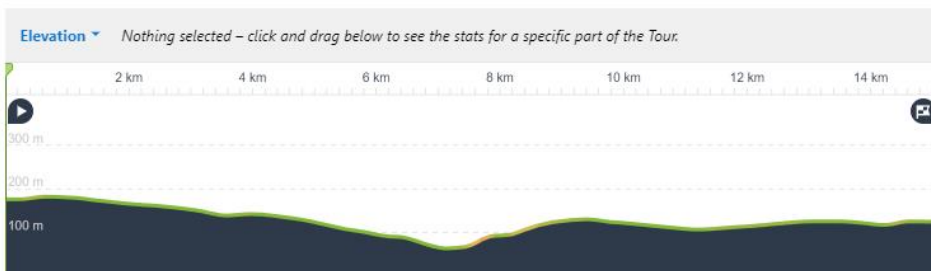 Elevation Nothing selected – click and drag below to see the stats for a specific part of the Tour.
2 km 4 km 6 km 8 km 10 km 12 km 14 km
300 m
200 m
100 m